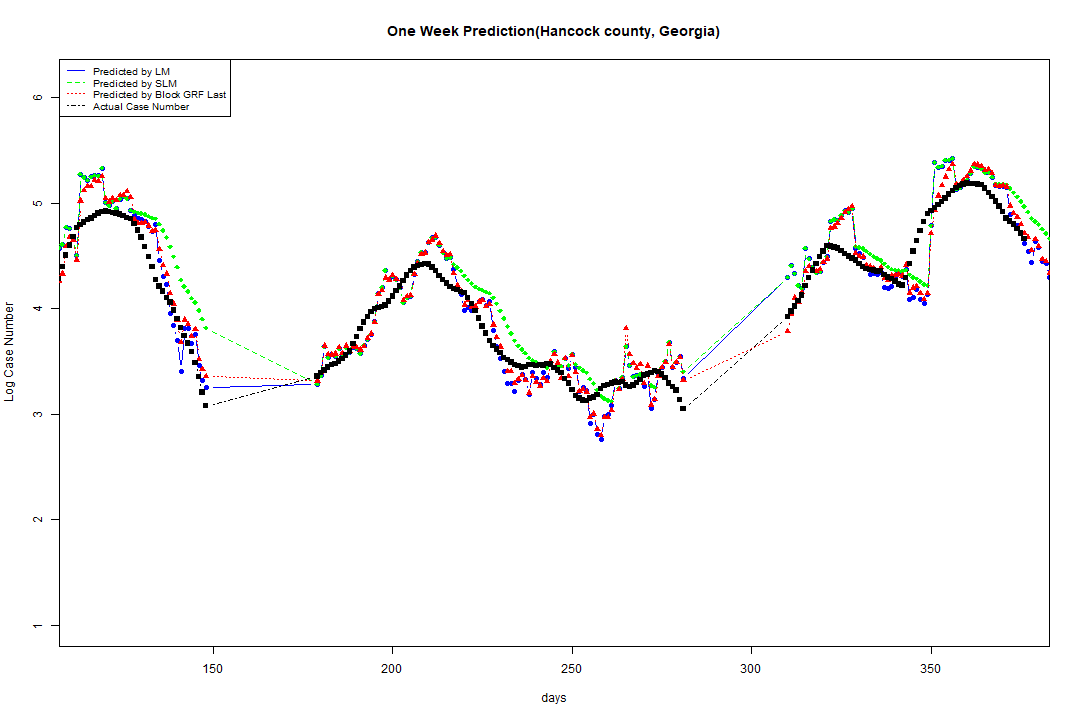 One Week Prediction(Hancock county, Georgia)
Predicted by LM
Predicted by SLM
Predicted by Block GRF Last
Actual Case Number
6
5
4
3
2
1
Log Case Number
150
200
250
300
350
days